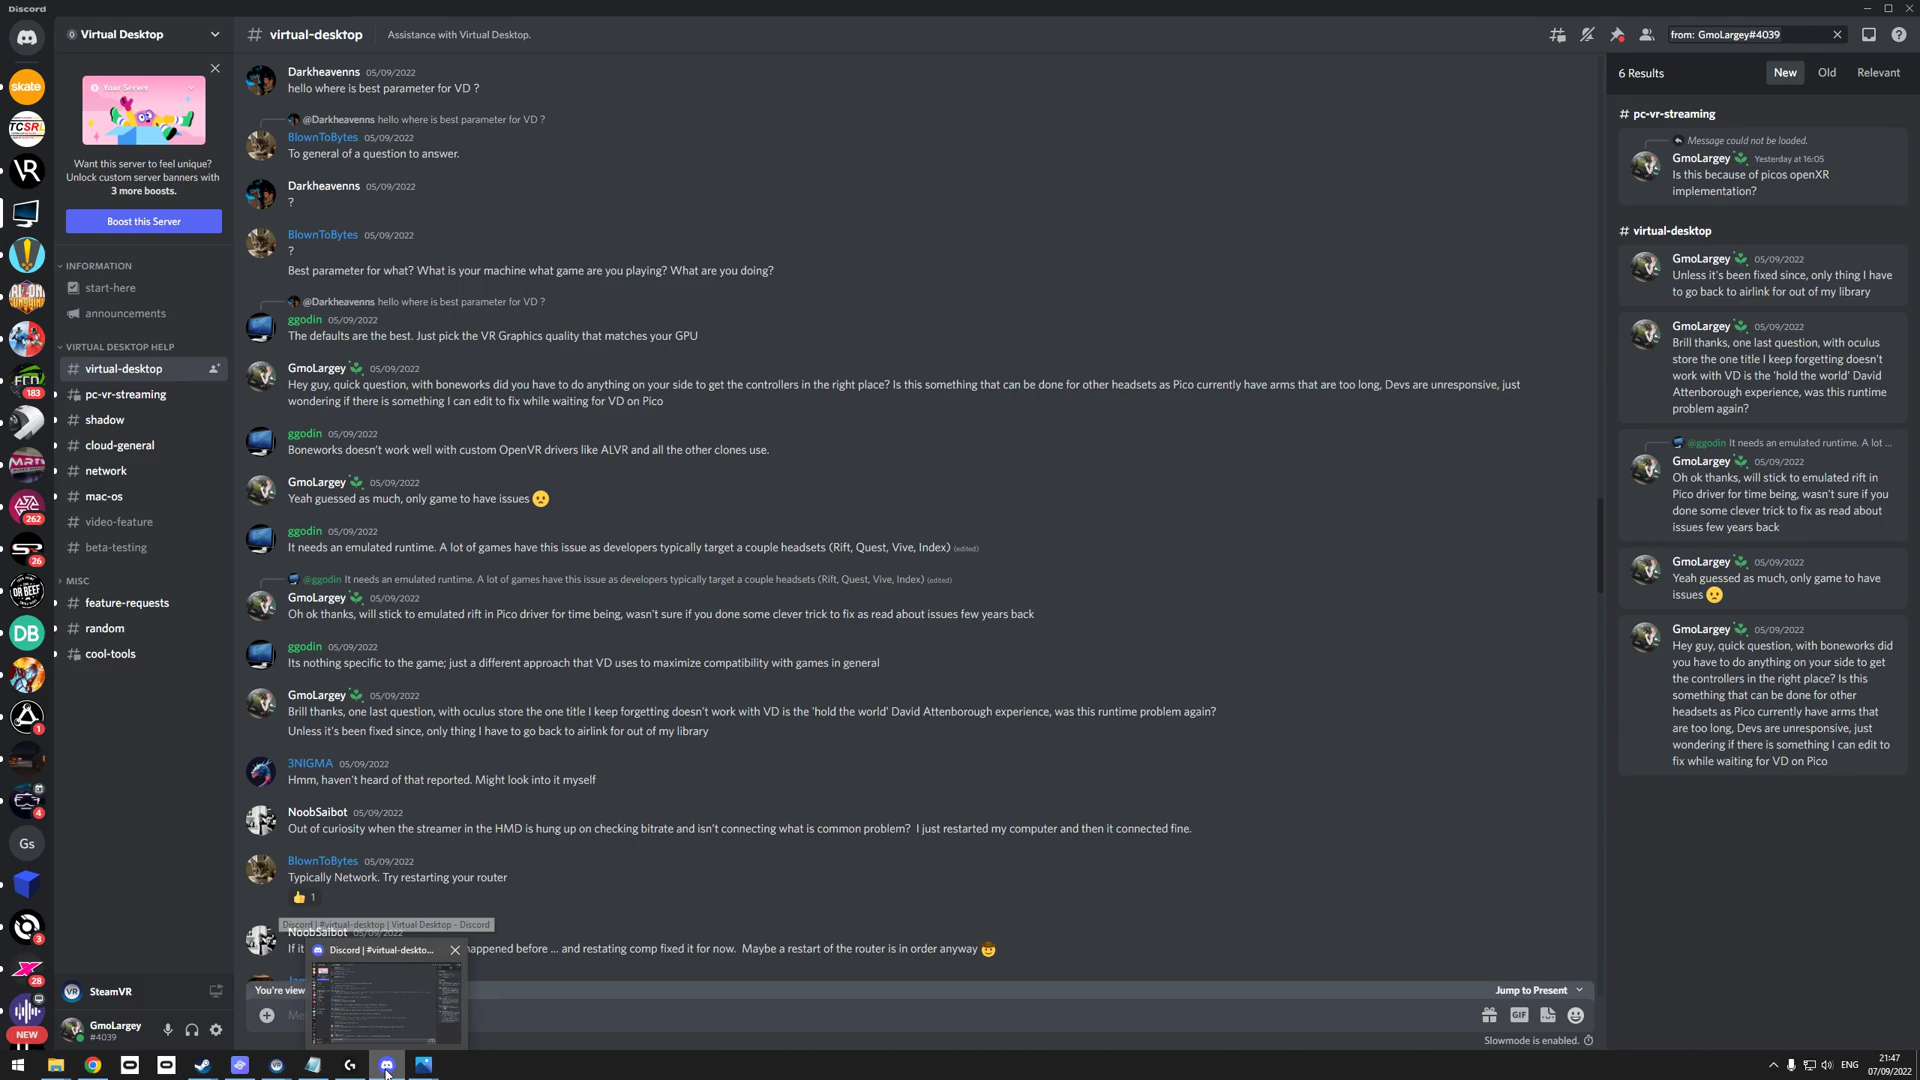 Discord
Virtual Desktop
# virtual-desktop
Assistance with Virtual Desktop.
from: GmoLargey#4039
Your Server
Want this server to feel unique?
Unlock custom server banners with
3 more boosts.
Boost this Server
INFORMATION
start-here
announcements
VIRTUAL DESKTOP HELP
virtual-desktop
pc-vr-streaming
shadow
cloud-general
network
mac-os
video-feature
beta-testing
MISC
feature-requests
random
cool-tools
skate
TCSRL
VR
183
262
26
DR BEEF
DB
1
4
Gs
3
28
NEW
SteamVR
GmoLargey
#4039
Darkheavenns 05/09/2022
hello where is best parameter for VD ?
@Darkheavenns hello where is best parameter for VD ?
BlownToBytes 05/09/2022
To general of a question to answer.
Darkheavenns 05/09/2022
?
BlownToBytes 05/09/2022
?
Best parameter for what? What is your machine what game are you playing? What are you doing?
@Darkheavenns hello where is best parameter for VD ?
ggodin 05/09/2022
The defaults are the best. Just pick the VR Graphics quality that matches your GPU
GmoLargey 05/09/2022
Hey guy, quick question, with boneworks did you have to do anything on your side to get the controllers in the right place? Is this something that can be done for other headsets as Pico currently have arms that are too long, Devs are unresponsive, just
wondering if there is something I can edit to fix while waiting for VD on Pico
ggodin 05/09/2022
Boneworks doesn't work well with custom OpenVR drivers like ALVR and all the other clones use.
GmoLargey 05/09/2022
Yeah guessed as much, only game to have issues 😟
ggodin 05/09/2022
It needs an emulated runtime. A lot of games have this issue as developers typically target a couple headsets (Rift, Quest, Vive, Index) (edited)
@ggodin It needs an emulated runtime. A lot of games have this issue as developers typically target a couple headsets (Rift, Quest, Vive, Index) (edited)
GmoLargey 05/09/2022
Oh ok thanks, will stick to emulated rift in Pico driver for time being, wasn't sure if you done some clever trick to fix as read about issues few years back
ggodin 05/09/2022
Its nothing specific to the game; just a different approach that VD uses to maximize compatibility with games in general
GmoLargey 05/09/2022
Brill thanks, one last question, with oculus store the one title I keep forgetting doesn't work with VD is the 'hold the world' David Attenborough experience, was this runtime problem again?
Unless it's been fixed since, only thing I have to go back to airlink for out of my library
3NIGMA 05/09/2022
Hmm, haven't heard of that reported. Might look into it myself
NoobSaibot 05/09/2022
Out of curiosity when the streamer in the HMD is hung up on checking bitrate and isn't connecting what is common problem? I just restarted my computer and then it connected fine.
BlownToBytes 05/09/2022
Typically Network. Try restarting your router
👍 1
Discord | #virtual-desktop | Virtual Desktop - Discord
NoobSaibot 05/09/2022
If it
happened before ... and restating comp fixed it for now. Maybe a restart of the router is in order anyway 🤠
Discord | #virtual-deskto...
You're view
Jump to Present
GIF
Slowmode is enabled.
6 Results
New
Old
Relevant
# pc-vr-streaming
Message could not be loaded.
GmoLargey Yesterday at 16:05
Is this because of picos openXR
implementation?
# virtual-desktop
GmoLargey 05/09/2022
Unless it's been fixed since, only thing I have
to go back to airlink for out of my library
GmoLargey 05/09/2022
Brill thanks, one last question, with oculus
store the one title I keep forgetting doesn't
work with VD is the 'hold the world' David
Attenborough experience, was this runtime
problem again?
@ggodin It needs an emulated runtime. A lot ...
GmoLargey 05/09/2022
Oh ok thanks, will stick to emulated rift in
Pico driver for time being, wasn't sure if you
done some clever trick to fix as read about
issues few years back
GmoLargey 05/09/2022
Yeah guessed as much, only game to have
issues 😟
GmoLargey 05/09/2022
Hey guy, quick question, with boneworks did
you have to do anything on your side to get
the controllers in the right place? Is this
something that can be done for other
headsets as Pico currently have arms that
are too long, Devs are unresponsive, just
wondering if there is something I can edit to
fix while waiting for VD on Pico
ENG
21:47
07/09/2022